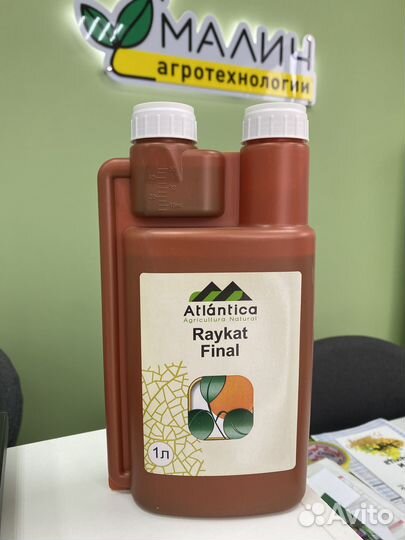 МАЛИН
агротехнологии
Atlántica
Agricultura Natural
Raykat
Final
1л
Avito